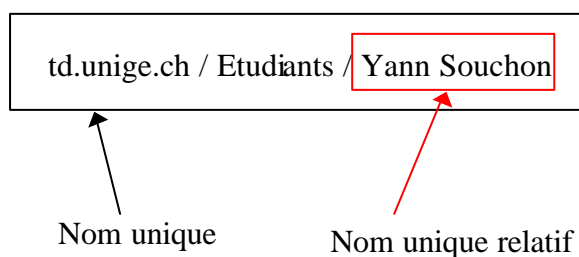 td.unige.ch / Etudiants / Yann Souchon
Nom unique
Nom unique relatif